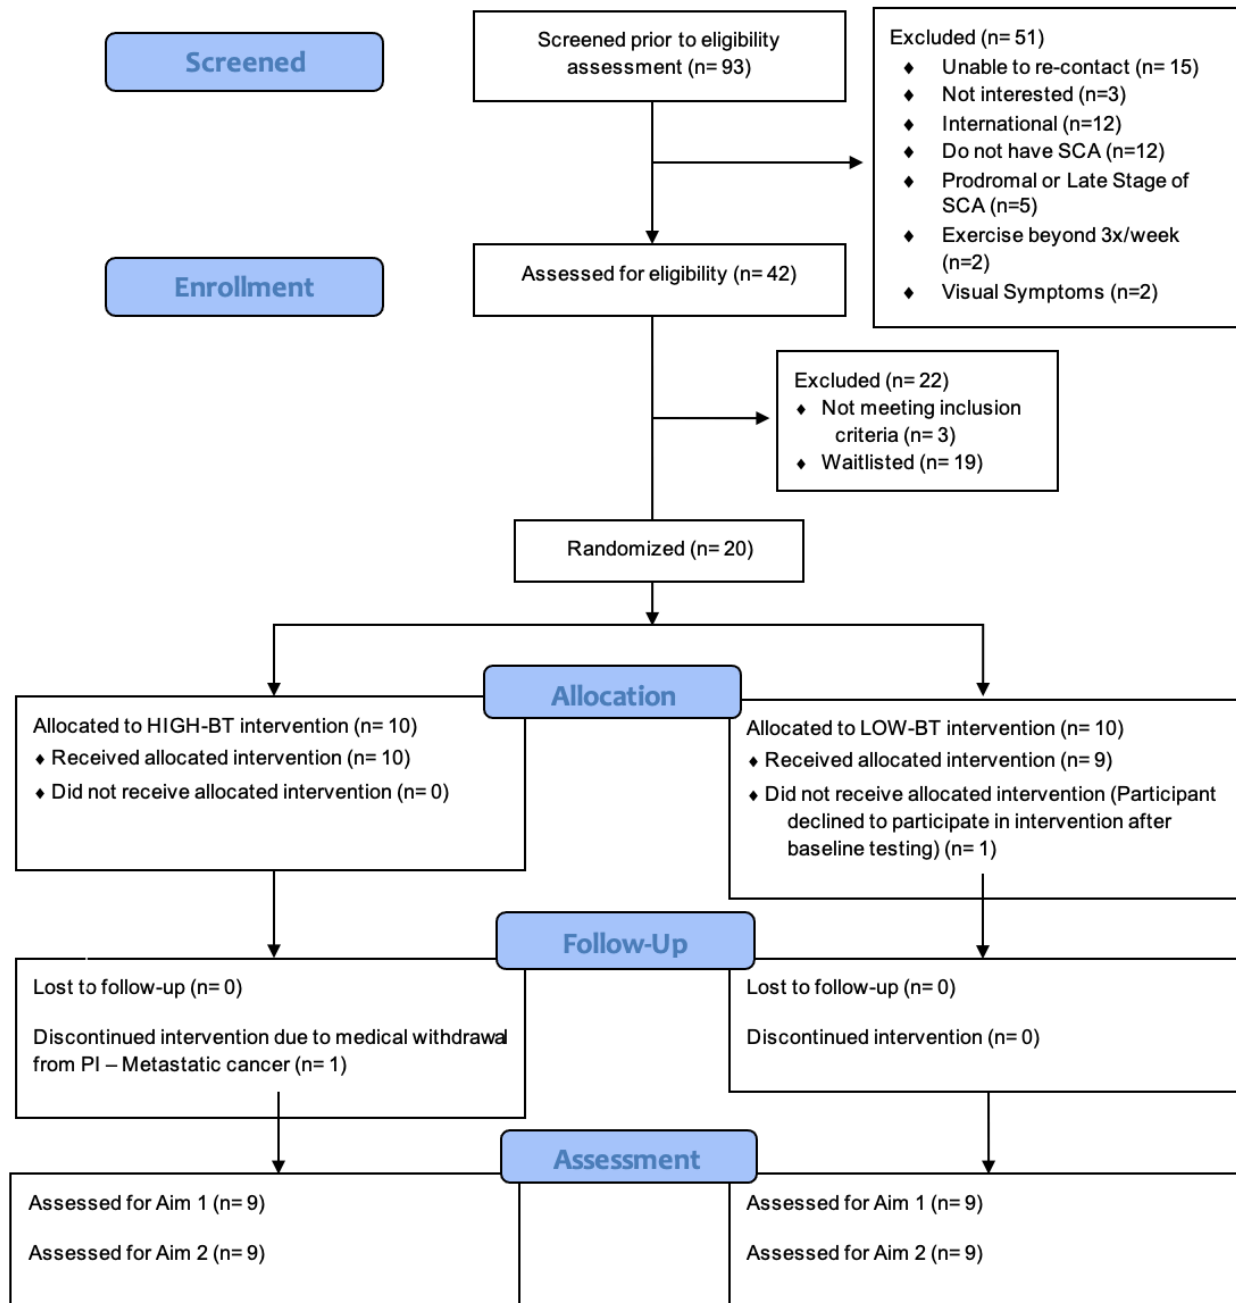 Screened
Screened prior to eligibility
assessment (n= 93)
Excluded (n= 51)
♦ Unable to re-contact (n= 15)
♦ Not interested (n=3)
♦ International (n=12)
♦ Do not have SCA (n=12)
♦ Prodromal or Late Stage of
SCA (n=5)
♦ Exercise beyond 3x/week
(n=2)
♦ Visual Symptoms (n=2)
Enrollment
Assessed for eligibility (n= 42)
Excluded (n= 22)
♦ Not meeting inclusion
criteria (n= 3)
♦ Waitlisted (n= 19)
Randomized (n= 20)
Allocation
Allocated to HIGH-BT intervention (n= 10)
♦ Received allocated intervention (n= 10)
♦ Did not receive allocated intervention (n= 0)
Allocated to LOW-BT intervention (n= 10)
♦ Received allocated intervention (n= 9)
♦ Did not receive allocated intervention (Participant
declined to participate in intervention after
baseline testing) (n= 1)
Follow-Up
Lost to follow-up (n= 0)
Discontinued intervention due to medical withdrawal
from PI – Metastatic cancer (n= 1)
Lost to follow-up (n= 0)
Discontinued intervention (n= 0)
Assessment
Assessed for Aim 1 (n= 9)
Assessed for Aim 2 (n= 9)
Assessed for Aim 1 (n= 9)
Assessed for Aim 2 (n= 9)